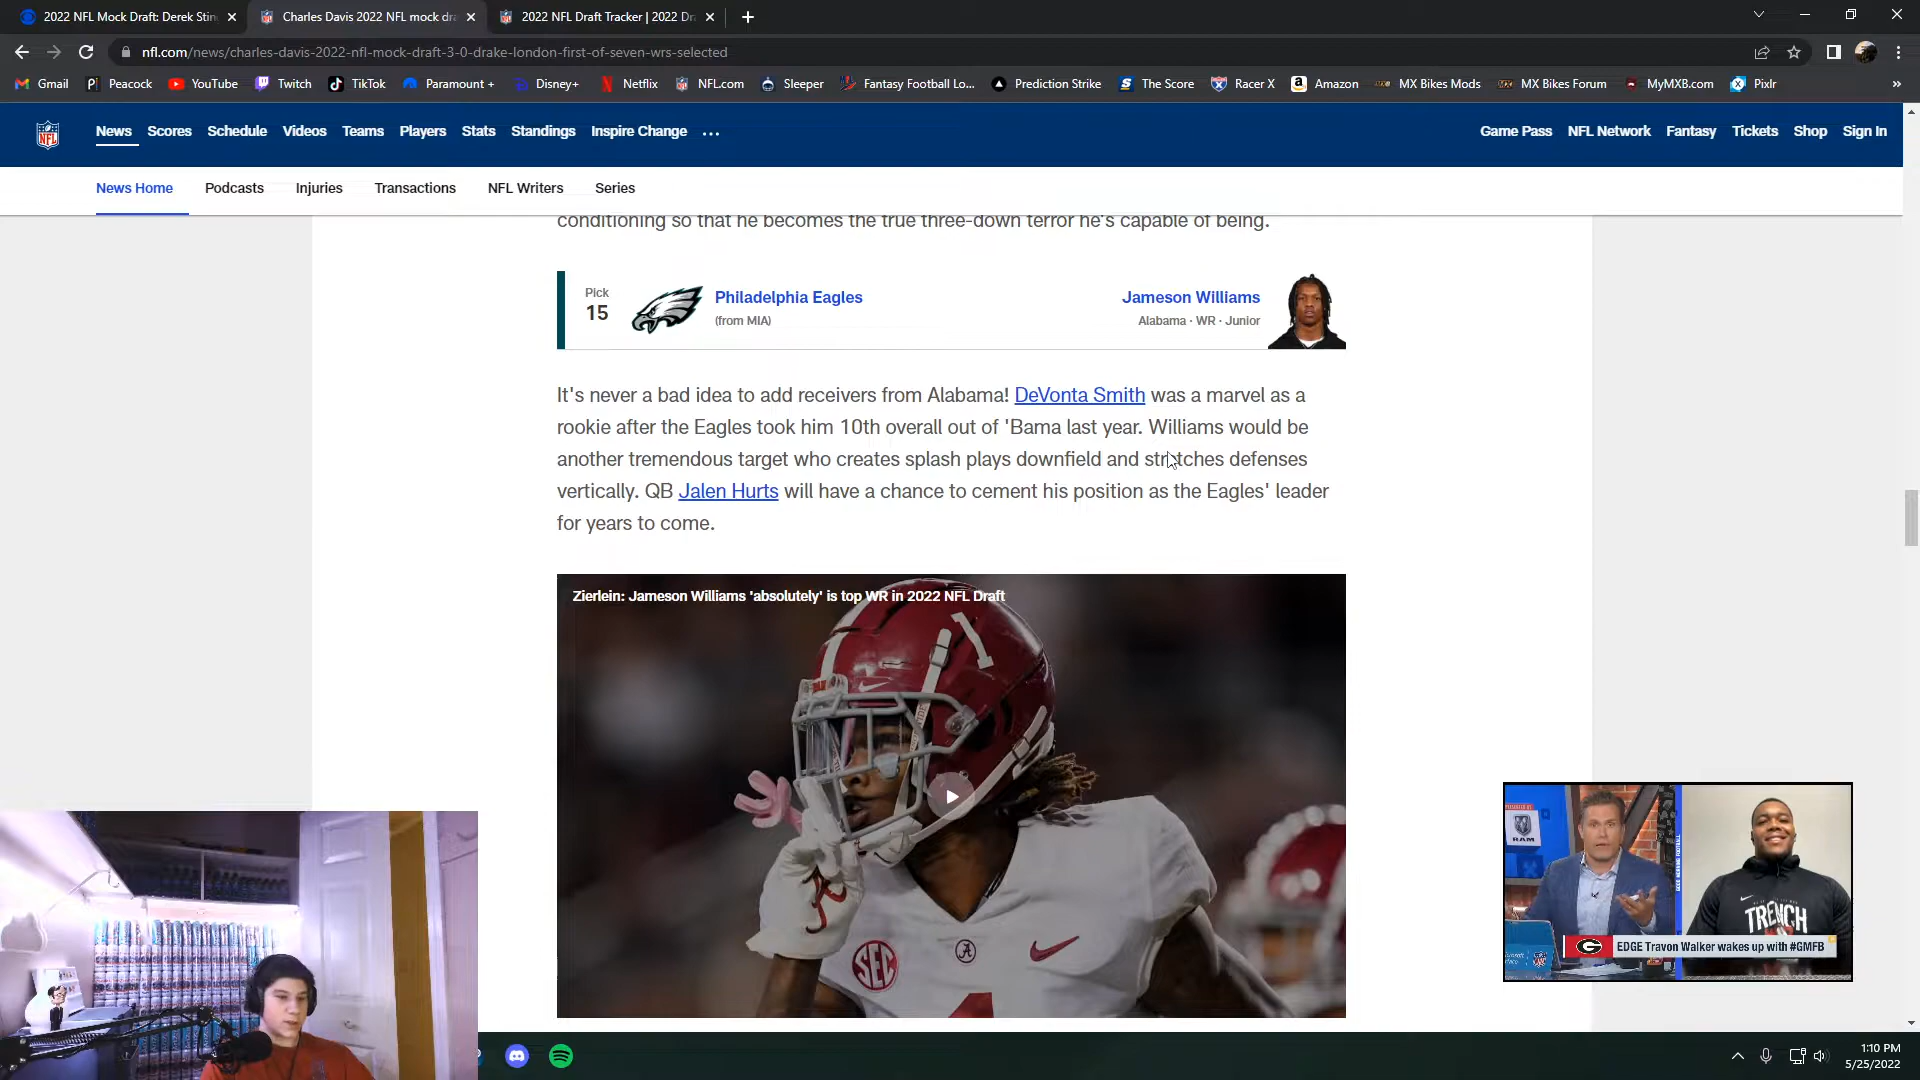 2022 NFL Mock Draft: Derek Stin
Charles Davis 2022 NFL mock dra
2022 NFL Draft Tracker | 2022 Dr
nfl.com/news/charles-davis-2022-nfl-mock-draft-3-0-drake-london-first-of-seven-wrs-selected
Gmail Peacock YouTube Twitch TikTok Paramount + Disney+ Netflix NFL.com Sleeper Fantasy Football Lo... Prediction Strike The Score Racer X Amazon MX Bikes Mods MX Bikes Forum MyMXB.com Pixlr »
News Scores Schedule Videos Teams Players Stats Standings Inspire Change ... Game Pass NFL Network Fantasy Tickets Shop Sign In
News Home Podcasts Injuries Transactions NFL Writers Series
conditioning so that he becomes the true three-down terror he's capable of being.
Pick
15
Philadelphia Eagles
(from MIA)
Jameson Williams
Alabama · WR · Junior
It's never a bad idea to add receivers from Alabama! DeVonta Smith was a marvel as a
rookie after the Eagles took him 10th overall out of 'Bama last year. Williams would be
another tremendous target who creates splash plays downfield and stretches defenses
vertically. QB Jalen Hurts will have a chance to cement his position as the Eagles' leader
for years to come.
Zierlein: Jameson Williams 'absolutely' is top WR in 2022 NFL Draft
1
SEC
A
RAM
TRENCH
G
EDGE Travon Walker wakes up with #GMFB
1:10 PM
5/25/2022